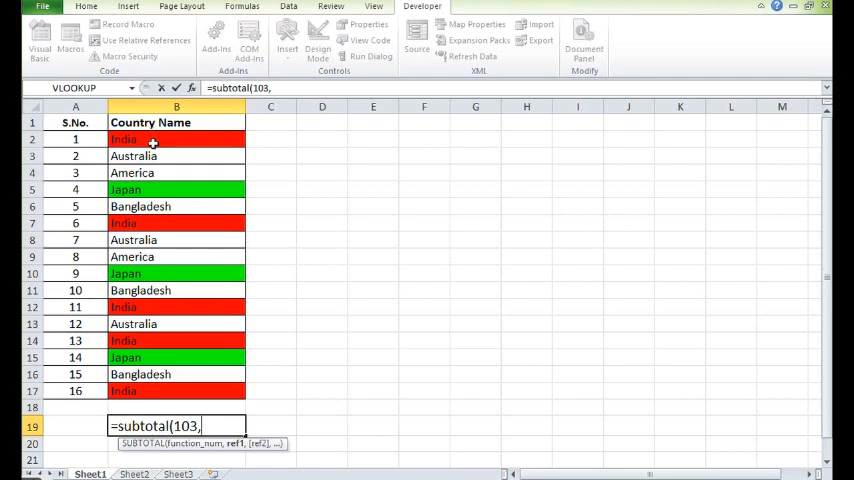 File Home Insert Page Layout Formulas Data Review View Developer
Visual Basic
Macros
Record Macro
Use Relative References
Macro Security
Code
Add-Ins
COM Add-Ins
Add-Ins
Insert
Design Mode
Properties
View Code
Run Dialog
Controls
Source
Map Properties
Expansion Packs
Refresh Data
Import
Export
XML
Document Panel
Modify
VLOOKUP fx =subtotal(103,
A B C D E F G H I J K L M
1 S.No. Country Name
2 1 India
3 2 Australia
4 3 America
5 4 Japan
6 5 Bangladesh
7 6 India
8 7 Australia
9 8 America
10 9 Japan
11 10 Bangladesh
12 11 India
13 12 Australia
14 13 India
15 14 Japan
16 15 Bangladesh
17 16 India
18
19 =subtotal(103,
20 SUBTOTAL(function_num, ref1, [ref2], ...)
21
Sheet1 Sheet2 Sheet3